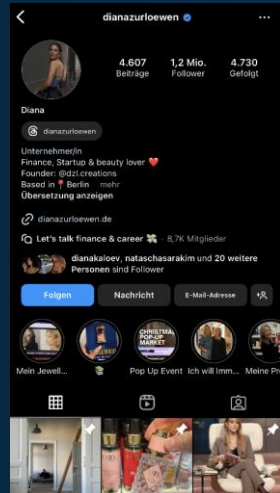 dianazurloewen
4.607 1,2 Mio. 4.730
Beiträge Follower Gefolgt
Diana
dianazurloewen
Unternehmer/in
Finance, Startup & beauty lover ❤️
Founder: @dzl.creations
Based in 📍 Berlin mehr
Übersetzung anzeigen
dianazurloewen.de
Let's talk finance & career 💸 · 8,7K Mitglieder
dianakaloev, nataschasarakim und 20 weitere
Personen sind Follower
Folgen Nachricht E-Mail-Adresse
CHRISTMAS
POP-UP
MARKET
Mein Jewell... 📚 Pop Up Event Ich will Imm... Meine Pr